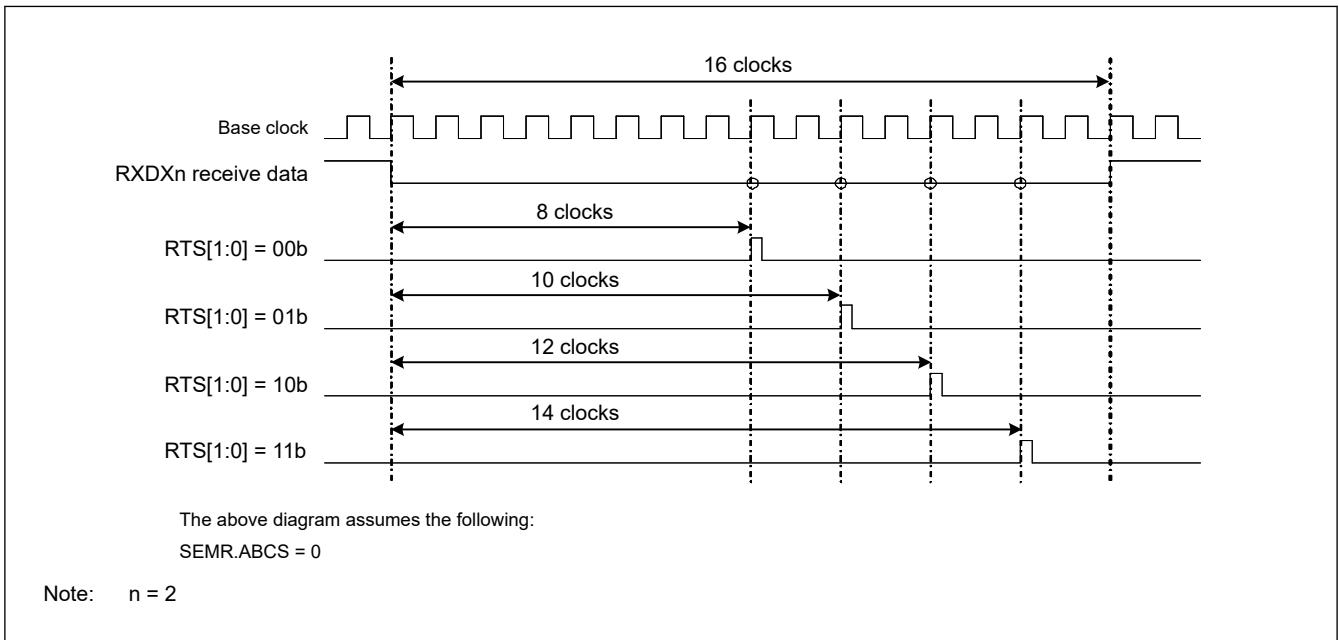 16 clocks
Base clock
RXDXn receive data
8 clocks
RTS[1:0] = 00b
10 clocks
RTS[1:0] = 01b
12 clocks
RTS[1:0] = 10b
14 clocks
RTS[1:0] = 11b
The above diagram assumes the following:
SEMR.ABCS = 0
Note: n = 2